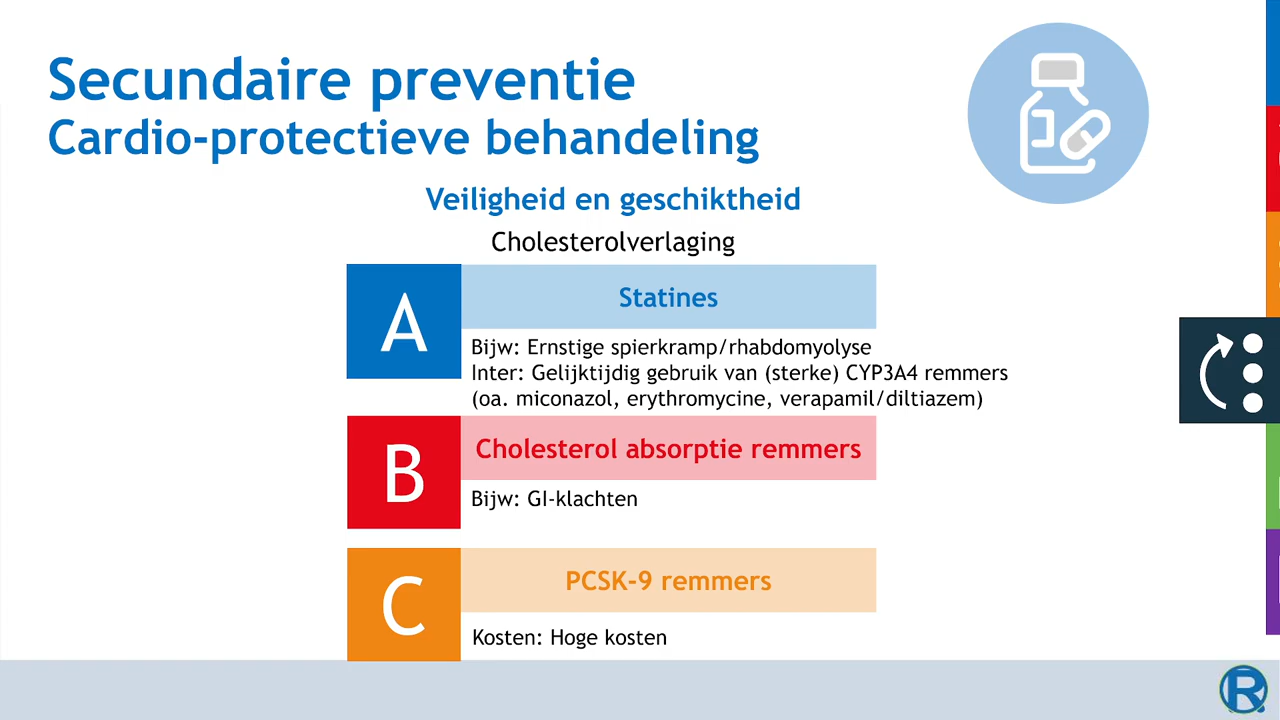 Secundaire preventie
Cardio-protectieve behandeling
Veiligheid en geschiktheid
Cholesterolverlaging
A
Statines
Bijw: Ernstige spierkramp/rhabdomyolyse
Inter: Gelijktijdig gebruik van (sterke) CYP3A4 remmers
(oa. miconazol, erythromycine, verapamil/diltiazem)
B
Cholesterol absorptie remmers
Bijw: GI-klachten
C
PCSK-9 remmers
Kosten: Hoge kosten
R